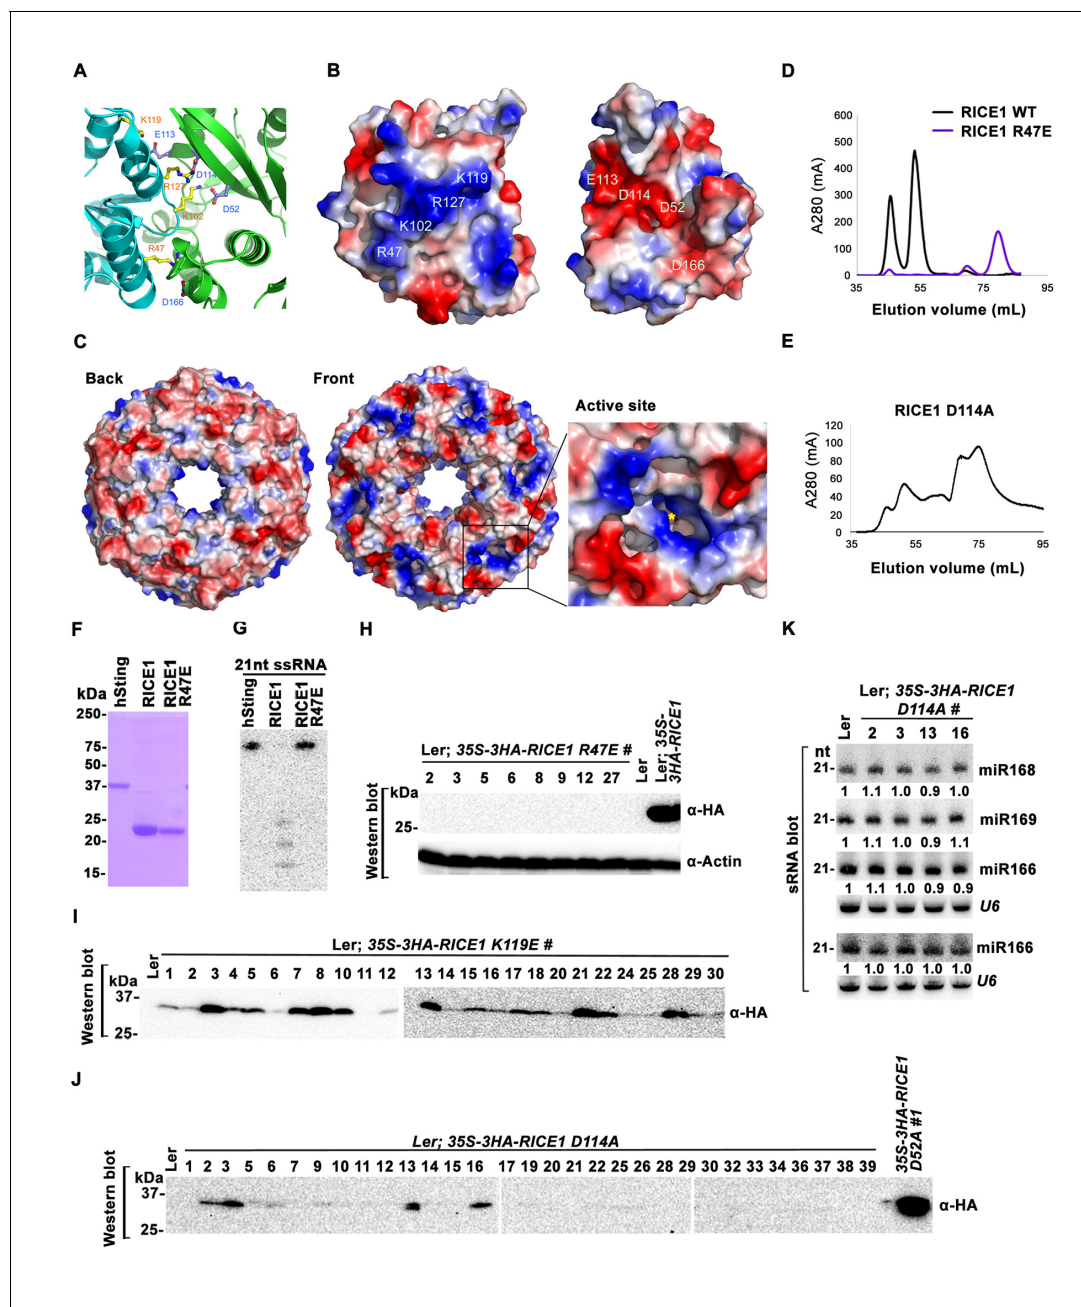 A
K119
E113
R127
D114
K102
D52
R47
D166
B
K119
R127
K102
R47
E113
D114
D52
D166
D
RICE1 WT
RICE1 R47E
A280 (mA)
600
500
400
300
200
100
0
35 55 75 95
Elution volume (mL)
C
Back
Front
Active site
E
RICE1 D114A
A280 (mA)
120
100
80
60
40
20
0
35 55 75 95
Elution volume (mL)
F
hSting
RICE1
RICE1 R47E
kDa
250-
75-
50-
37-
25-
20-
15-
G
21nt ssRNA
hSting
RICE1
RICE1 R47E
H
Ler; 35S-3HA-RICE1 R47E #
2 3 5 6 8 9 12 27
Ler
Ler; 35S-3HA-RICE1
Western blot
kDa
25-
α-HA
α-Actin
I
Ler; 35S-3HA-RICE1 K119E #
Ler 1 2 3 4 5 6 7 8 10 11 12 13 14 15 16 17 18 20 21 22 24 25 28 29 30
Western blot
kDa
37-
25-
α-HA
J
Ler; 35S-3HA-RICE1 D114A
Ler 1 2 3 5 6 7 9 10 12 13 14 15 16 17 19 20 21 22 25 26 28 29 30 31 32 33 34 36 37 38 39
35S-3HA-RICE1 D52A #1
Western blot
kDa
37-
25-
α-HA
K
Ler; 35S-3HA-RICE1
D114A #
Ler 2 3 13 16
sRNA blot
nt
21- miR168
1 1.1 1.0 0.9 1.0
21- miR169
1 1.1 1.0 0.9 1.1
21- miR166
1 1.1 1.0 0.9 0.9
U6
21- miR166
1 1.0 1.0 1.0 1.0
U6